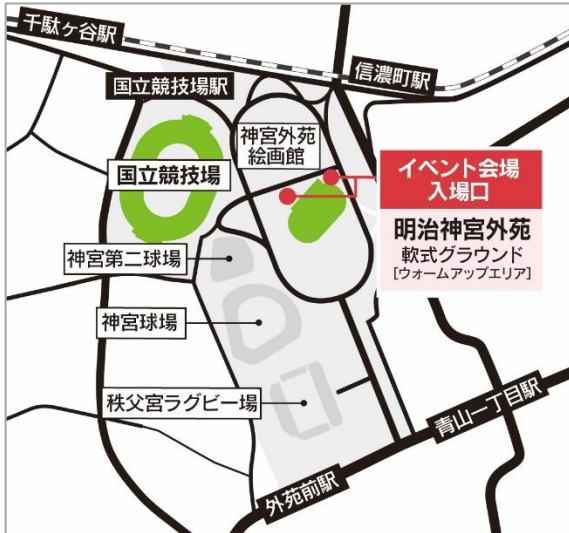 千駄ヶ谷駅
信濃町駅
国立競技場駅
神宮外苑
絵画館
国立競技場
イベント会場
入場口
明治神宮外苑
軟式グラウンド
[ウォームアップエリア]
神宮第二球場
神宮球場
秩父宮ラグビー場
青山一丁目駅
外苑前駅